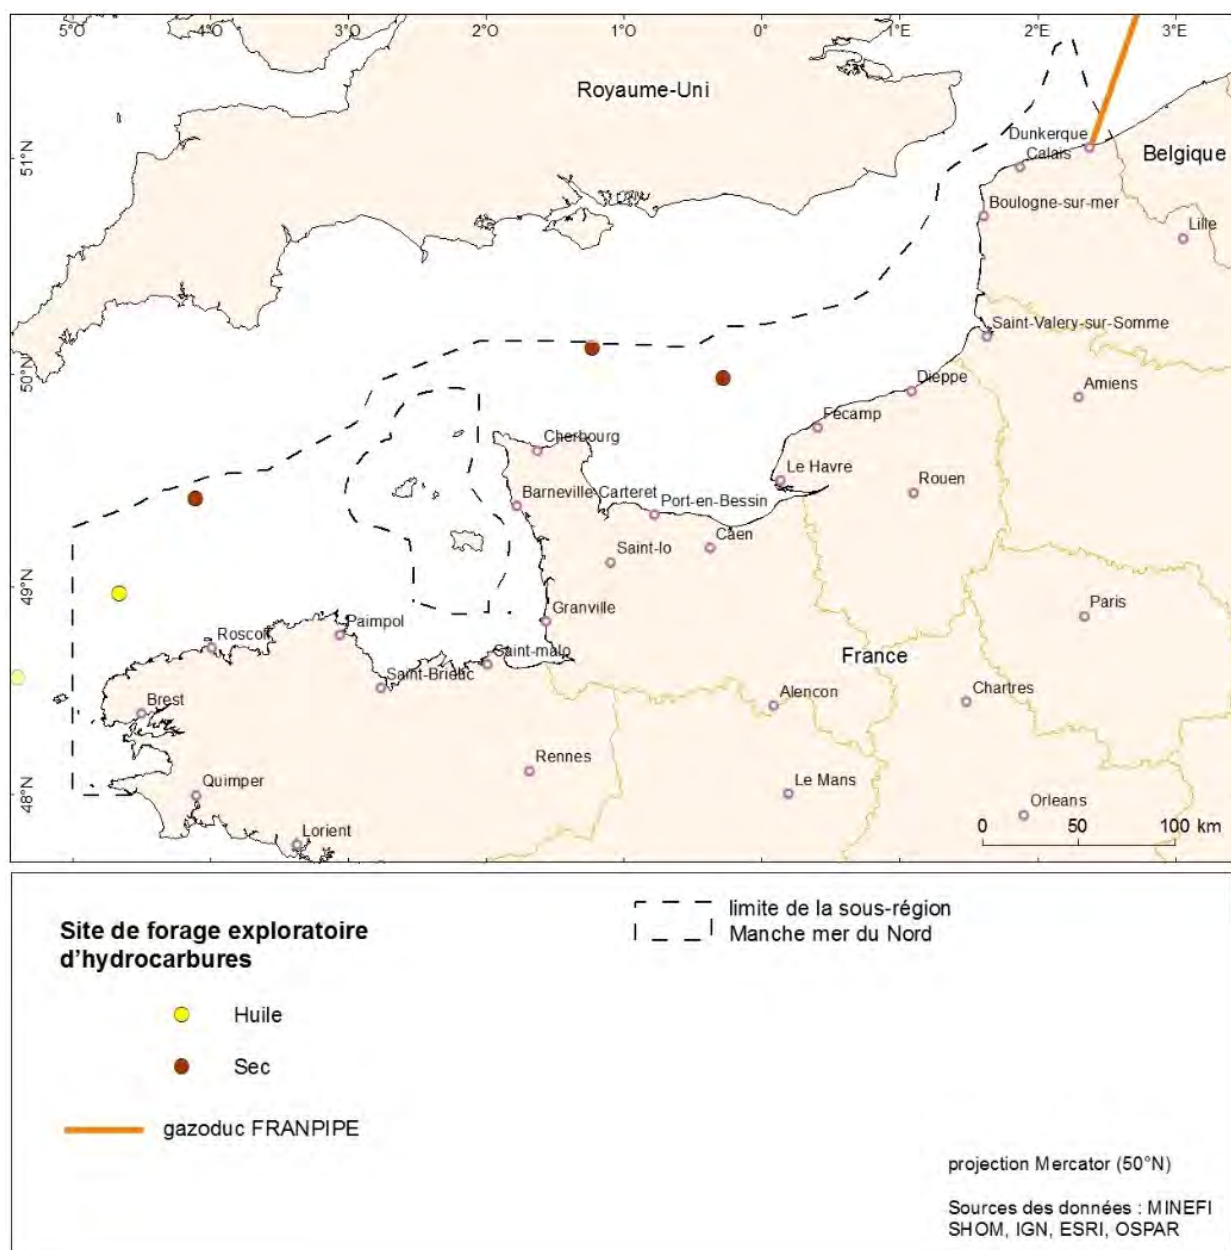 5°O 4°O 3°O 2°O 1°O 0° 1°E 2°E 3°E
Royaume-Uni
51°N
Dunkerque
Calais
Belgique
Boulogne-sur-mer
Lille
Saint-Valery-sur-Somme
50°N
Dieppe
Amiens
Fécamp
Cherbourg
Le Havre
Rouen
Barneville-Carteret
Port-en-Bessin
Caen
Saint-lo
49°N
Granville
Paris
Paimpol
Roscoff
Saint-malo
France
Saint-Brieuc
Alencon
Chartres
Brest
Rennes
Quimper
Le Mans
48°N
Orleans
Lorient
0 50 100 km
Site de forage exploratoire
d'hydrocarbures
limite de la sous-région
Manche mer du Nord
Huile
Sec
gazoduc FRANPIPE
projection Mercator (50°N)
Sources des données : MINEFI
SHOM, IGN, ESRI, OSPAR